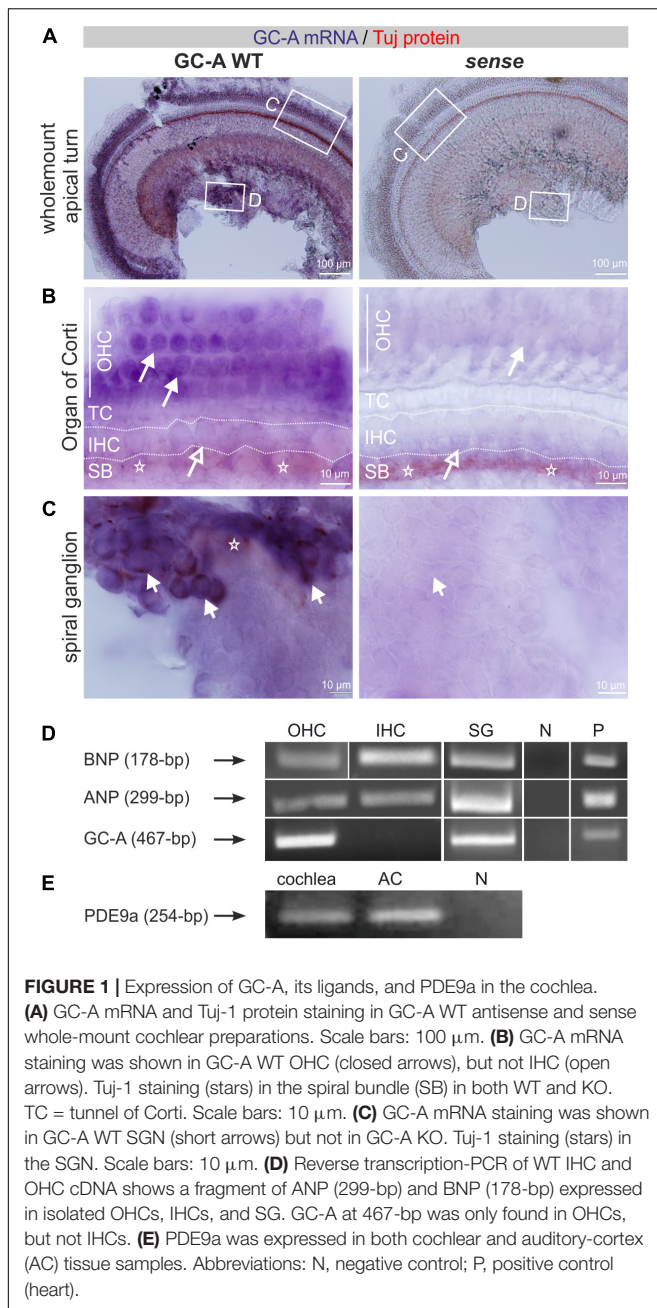 A
GC-A mRNA / Tuj protein
GC-A WT
sense
wholemount
apical turn
C
D
100 µm
C
D
100 µm
B
Organ of Corti
OHC
TC
IHC
SB
10 µm
OHC
TC
IHC
SB
10 µm
C
spiral ganglion
10 µm
10 µm
D
OHC IHC SG N P
BNP (178-bp)
ANP (299-bp)
GC-A (467-bp)
E
cochlea AC N
PDE9a (254-bp)
FIGURE 1 | Expression of GC-A, its ligands, and PDE9a in the cochlea.
(A) GC-A mRNA and Tuj-1 protein staining in GC-A WT antisense and sense
whole-mount cochlear preparations. Scale bars: 100 µm. (B) GC-A mRNA
staining was shown in GC-A WT OHC (closed arrows), but not IHC (open
arrows). Tuj-1 staining (stars) in the spiral bundle (SB) in both WT and KO.
TC = tunnel of Corti. Scale bars: 10 µm. (C) GC-A mRNA staining was shown
in GC-A WT SGN (short arrows) but not in GC-A KO. Tuj-1 staining (stars) in
the SGN. Scale bars: 10 µm. (D) Reverse transcription-PCR of WT IHC and
OHC cDNA shows a fragment of ANP (299-bp) and BNP (178-bp) expressed
in isolated OHCs, IHCs, and SG. GC-A at 467-bp was only found in OHCs,
but not IHCs. (E) PDE9a was expressed in both cochlear and auditory-cortex
(AC) tissue samples. Abbreviations: N, negative control; P, positive control
(heart).